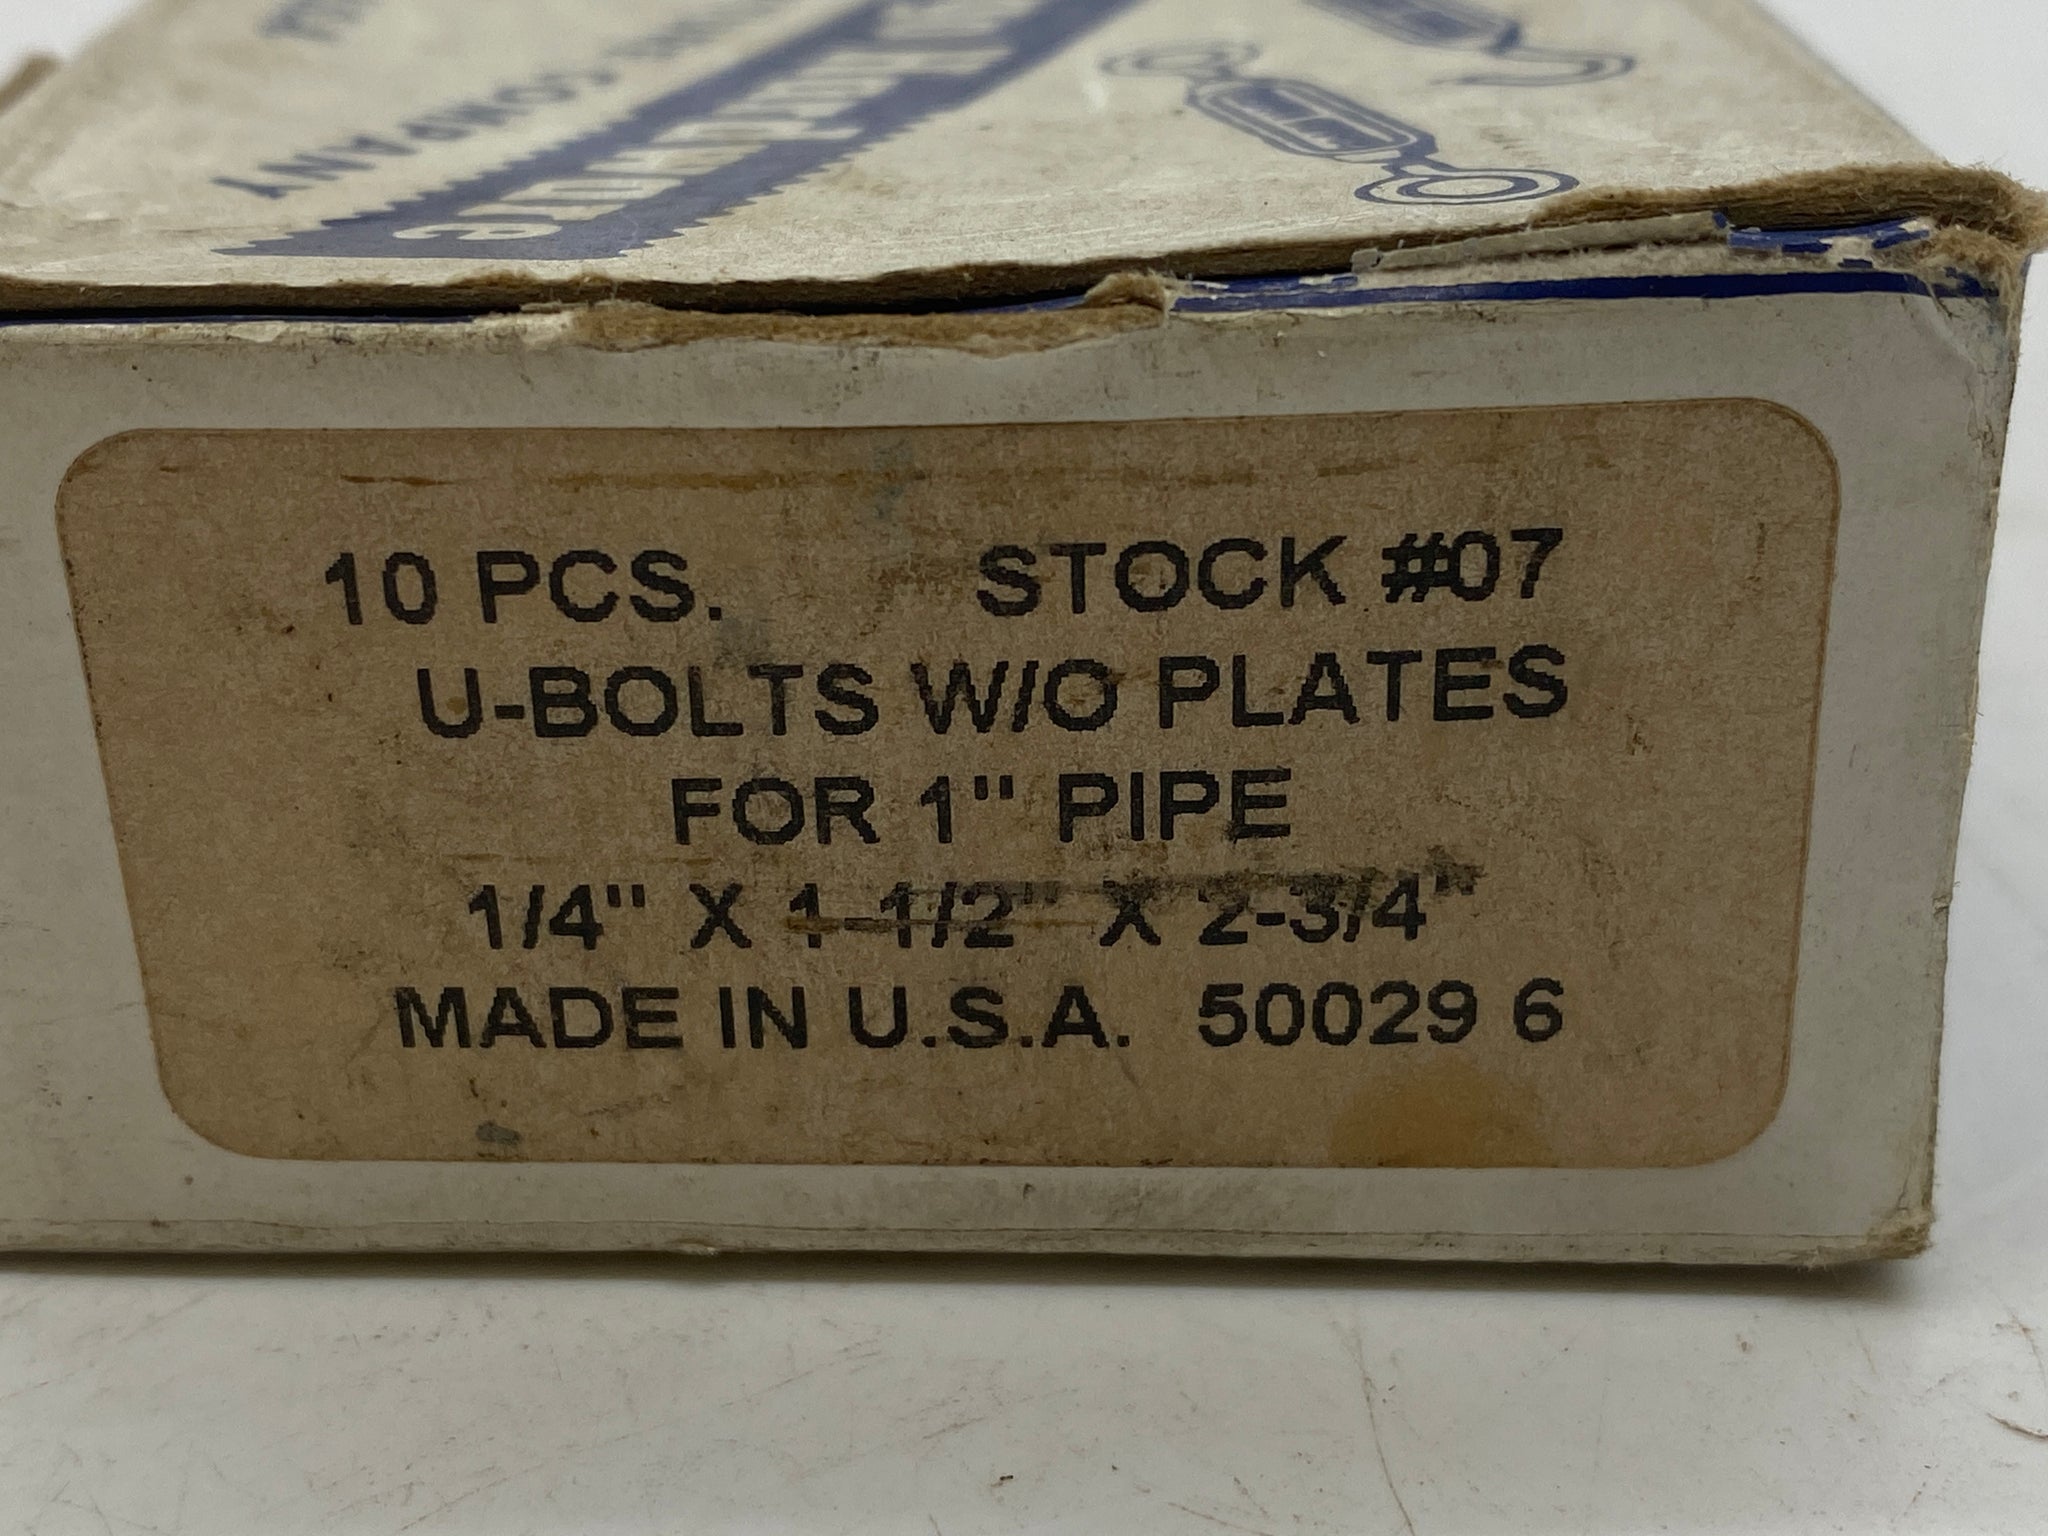 COMPANY
Hardware
10 PCS. STOCK #07
U-BOLTS W/O PLATES
FOR 1" PIPE
1/4" X 1-1/2" X 2-3/4"
MADE IN U.S.A. 50029 6